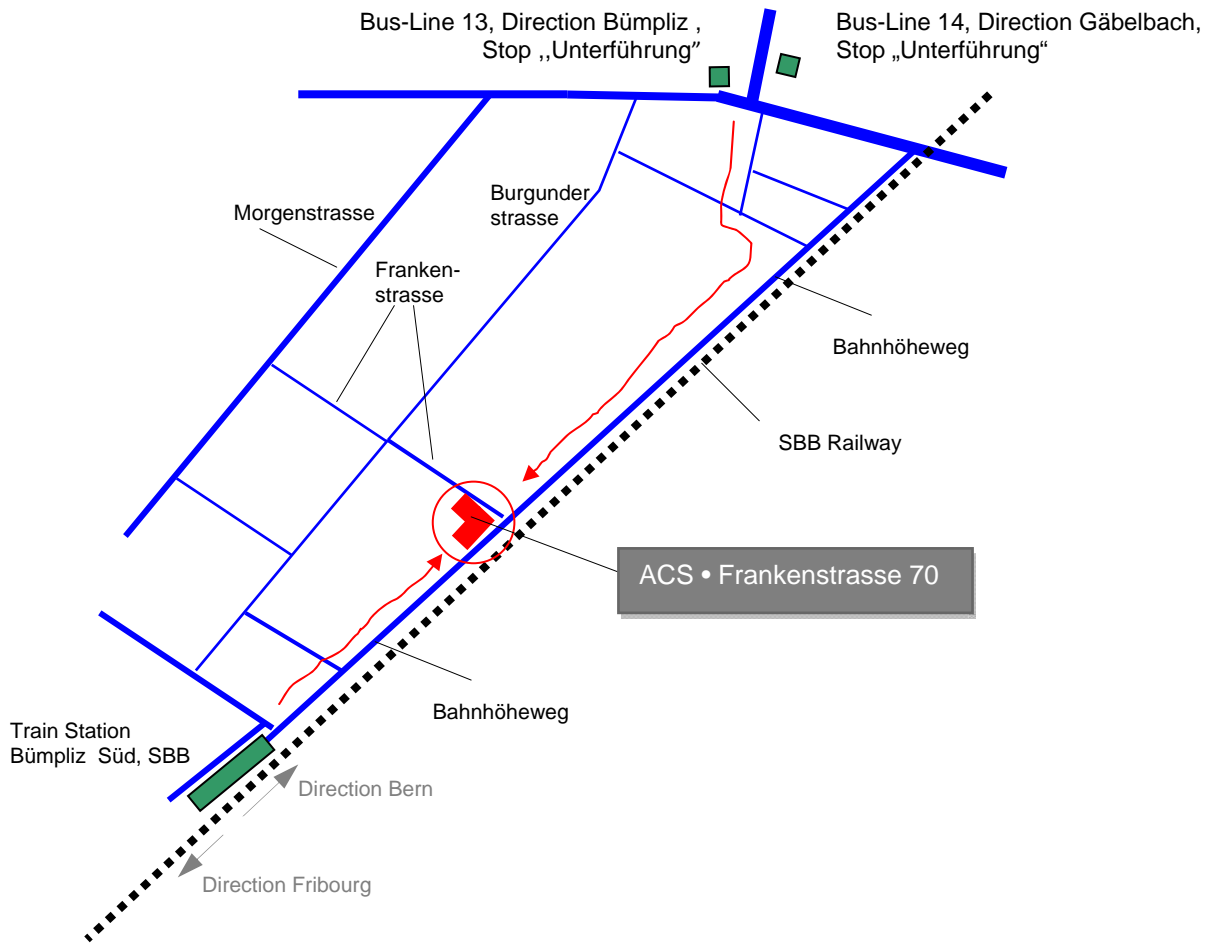 Bus-Line 13, Direction Bümpliz ,
Stop ,,Unterführung"
Bus-Line 14, Direction Gäbelbach,
Stop „Unterführung“
Burgunder
strasse
Morgenstrasse
Franken-
strasse
Bahnhöheweg
SBB Railway
ACS • Frankenstrasse 70
Bahnhöheweg
Train Station
Bümpliz Süd, SBB
Direction Bern
Direction Fribourg